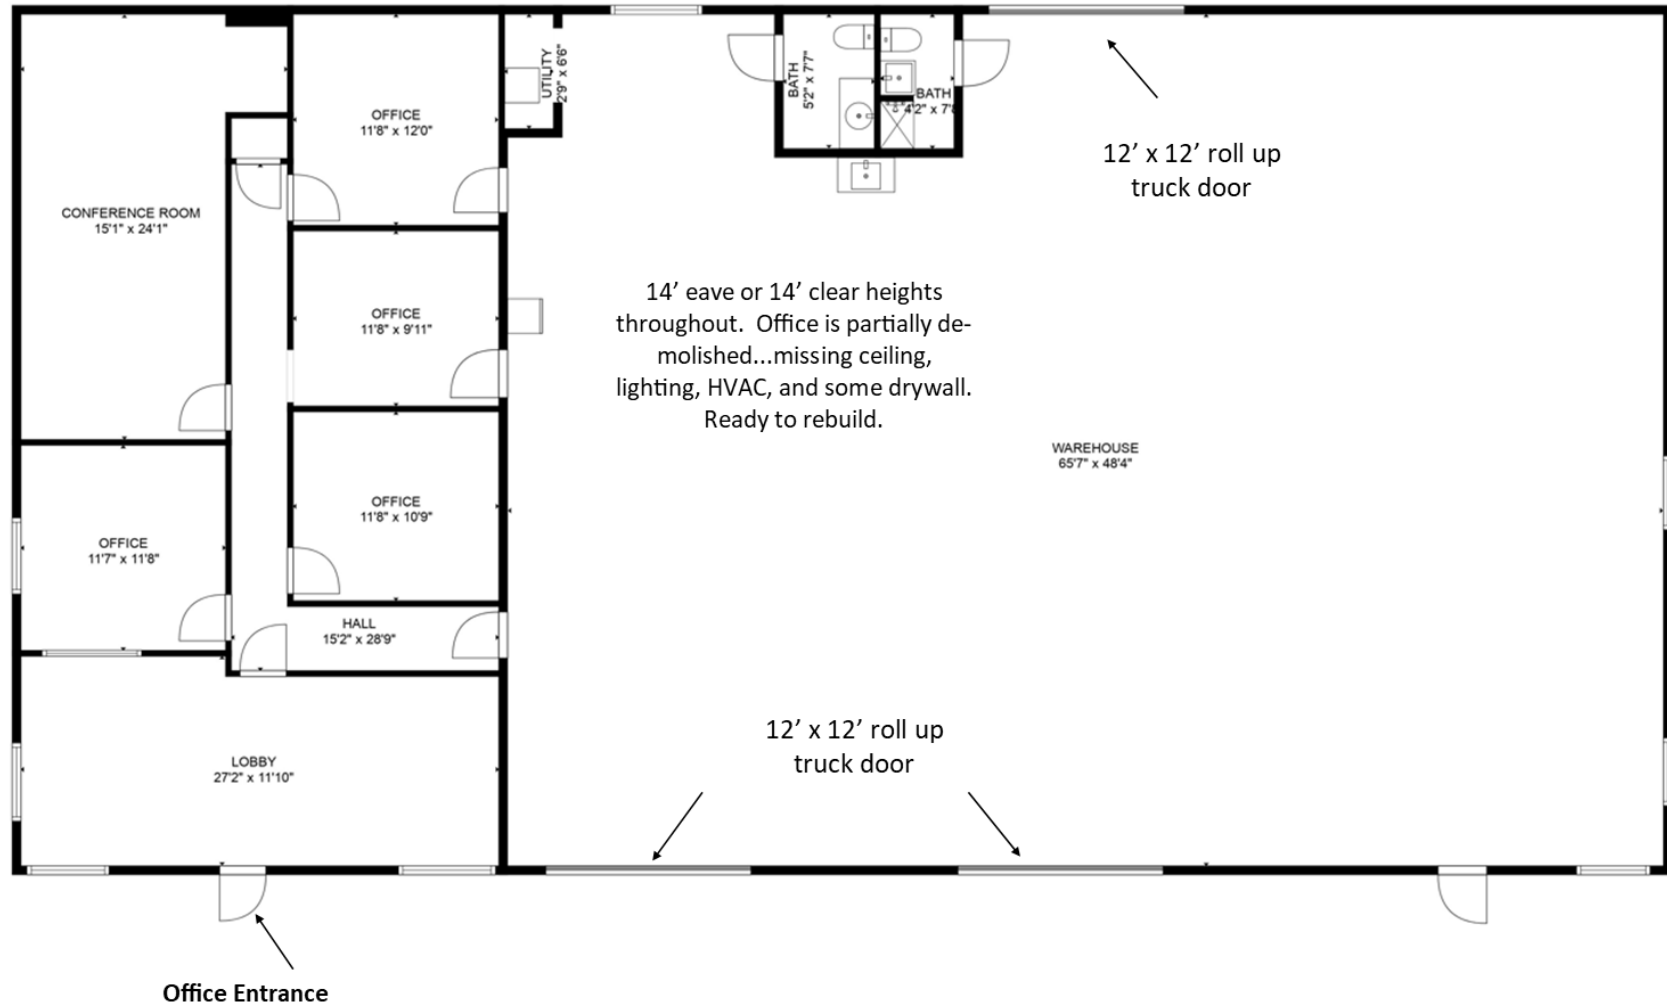 OFFICE
11'8" x 12'0"
UTILITY
2'9" x 6'6"
BATH
5'2" x 7'7"
BATH
4'2" x 7'8
12’ x 12’ roll up
truck door
CONFERENCE ROOM
15'1" x 24'1"
OFFICE
11'8" x 9'11"
14’ eave or 14’ clear heights
throughout. Office is partially de-
molished...missing ceiling,
lighting, HVAC, and some drywall.
Ready to rebuild.
WAREHOUSE
65'7" x 48'4"
OFFICE
11'8" x 10'9"
OFFICE
11'7" x 11'8"
HALL
15'2" x 28'9"
12’ x 12’ roll up
truck door
LOBBY
27'2" x 11'10"
Office Entrance